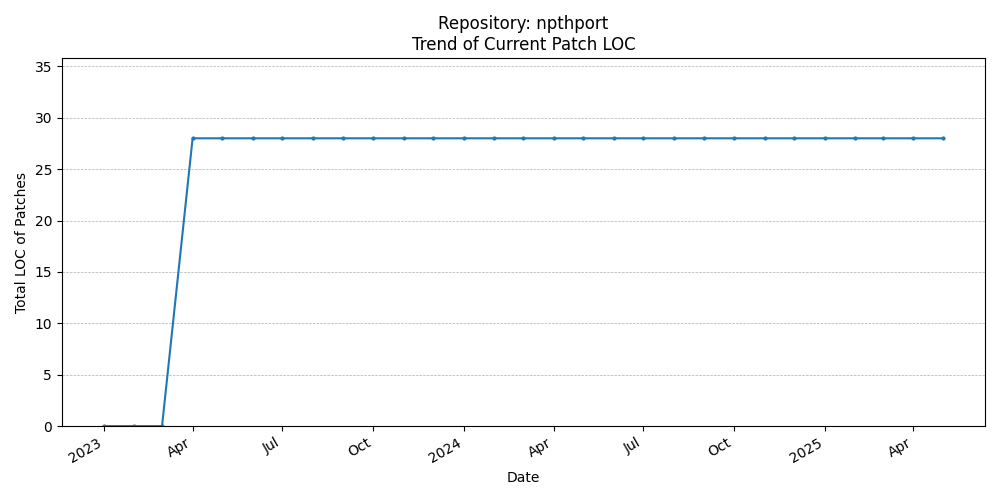 Repository: npthport
Trend of Current Patch LOC
Total LOC of Patches
35
30
25
20
15
10
5
0
2023
Apr
Jul
Oct
2024
Apr
Jul
Oct
2025
Apr
Date